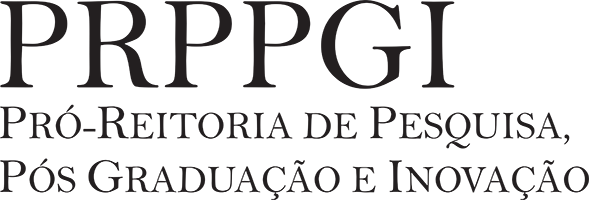 PRPPGI
Pró-Reitoria de Pesquisa,
Pós Graduação e Inovação